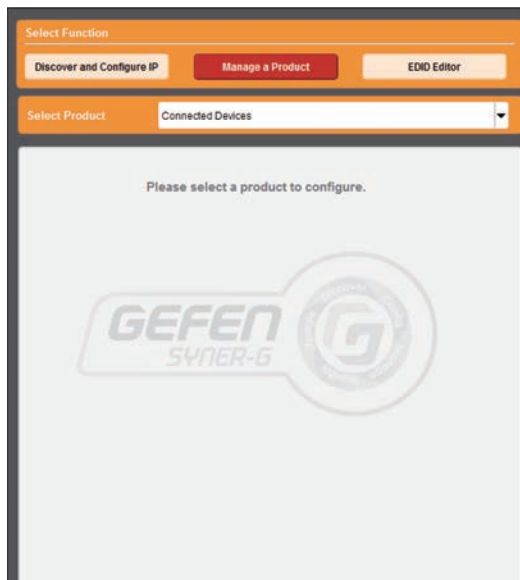 Select Function
Discover and Configure IP
Manage a Product
EDID Editor
Select Product
Connected Devices
Please select a product to configure.
GEFEN
SYNER-G
Discover